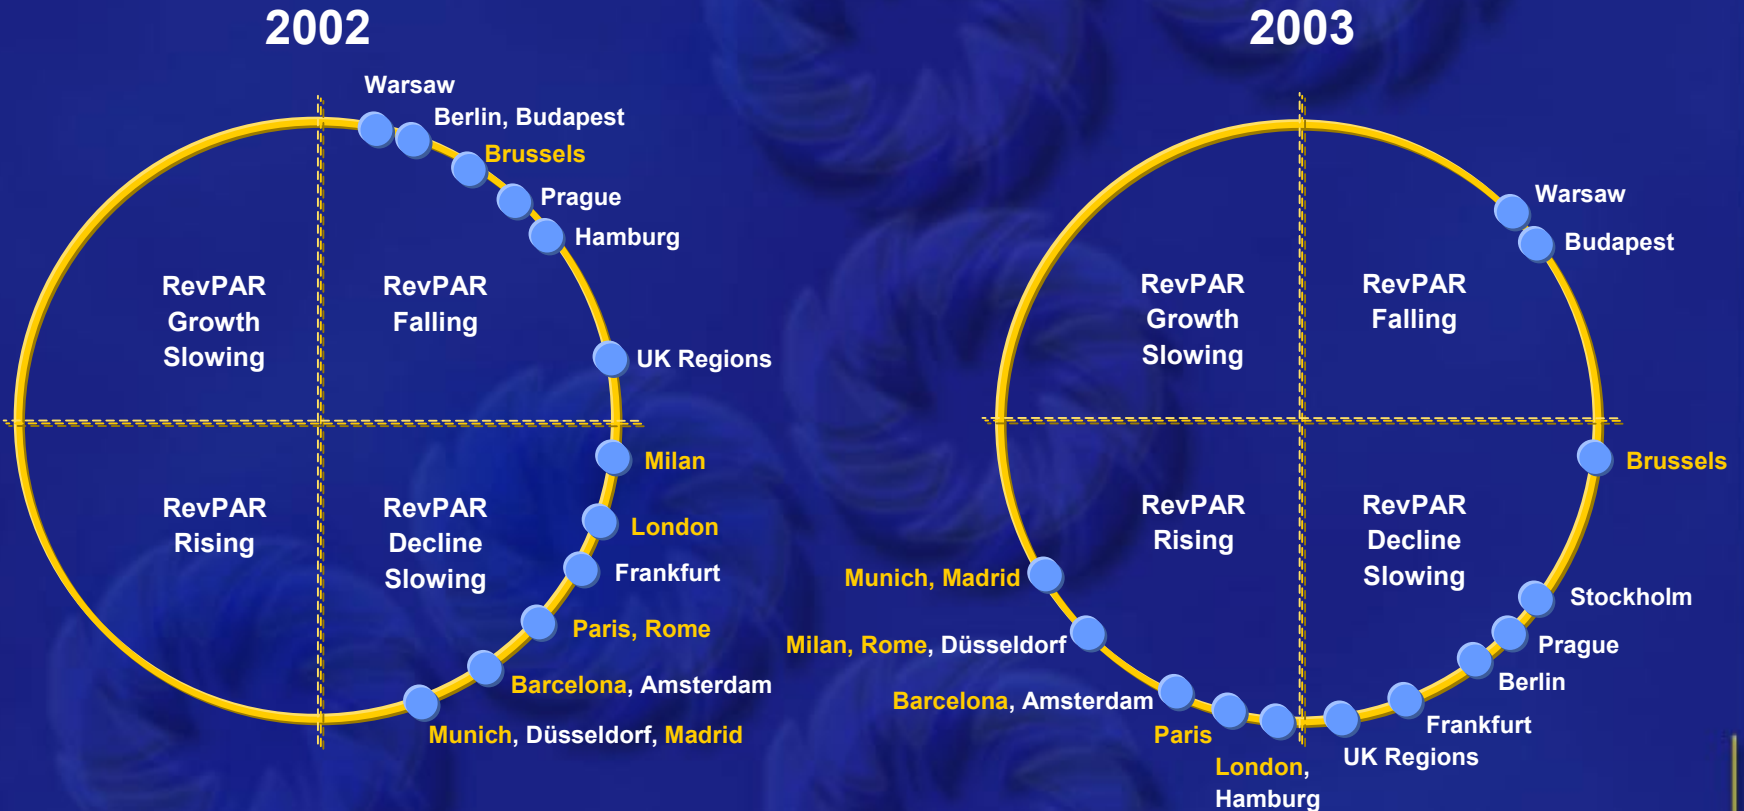 2002
Warsaw
Berlin, Budapest
Brussels
Prague
Hamburg
RevPAR
Growth
Slowing
RevPAR
Falling
UK Regions
Milan
London
Frankfurt
RevPAR
Rising
RevPAR
Decline
Slowing
Paris, Rome
Barcelona, Amsterdam
Munich, Düsseldorf, Madrid
2003
Warsaw
Budapest
RevPAR
Growth
Slowing
RevPAR
Falling
Brussels
RevPAR
Rising
RevPAR
Decline
Slowing
Munich, Madrid
Stockholm
Milan, Rome, Düsseldorf
Prague
Berlin
Barcelona, Amsterdam
Frankfurt
Paris
UK Regions
London,
Hamburg